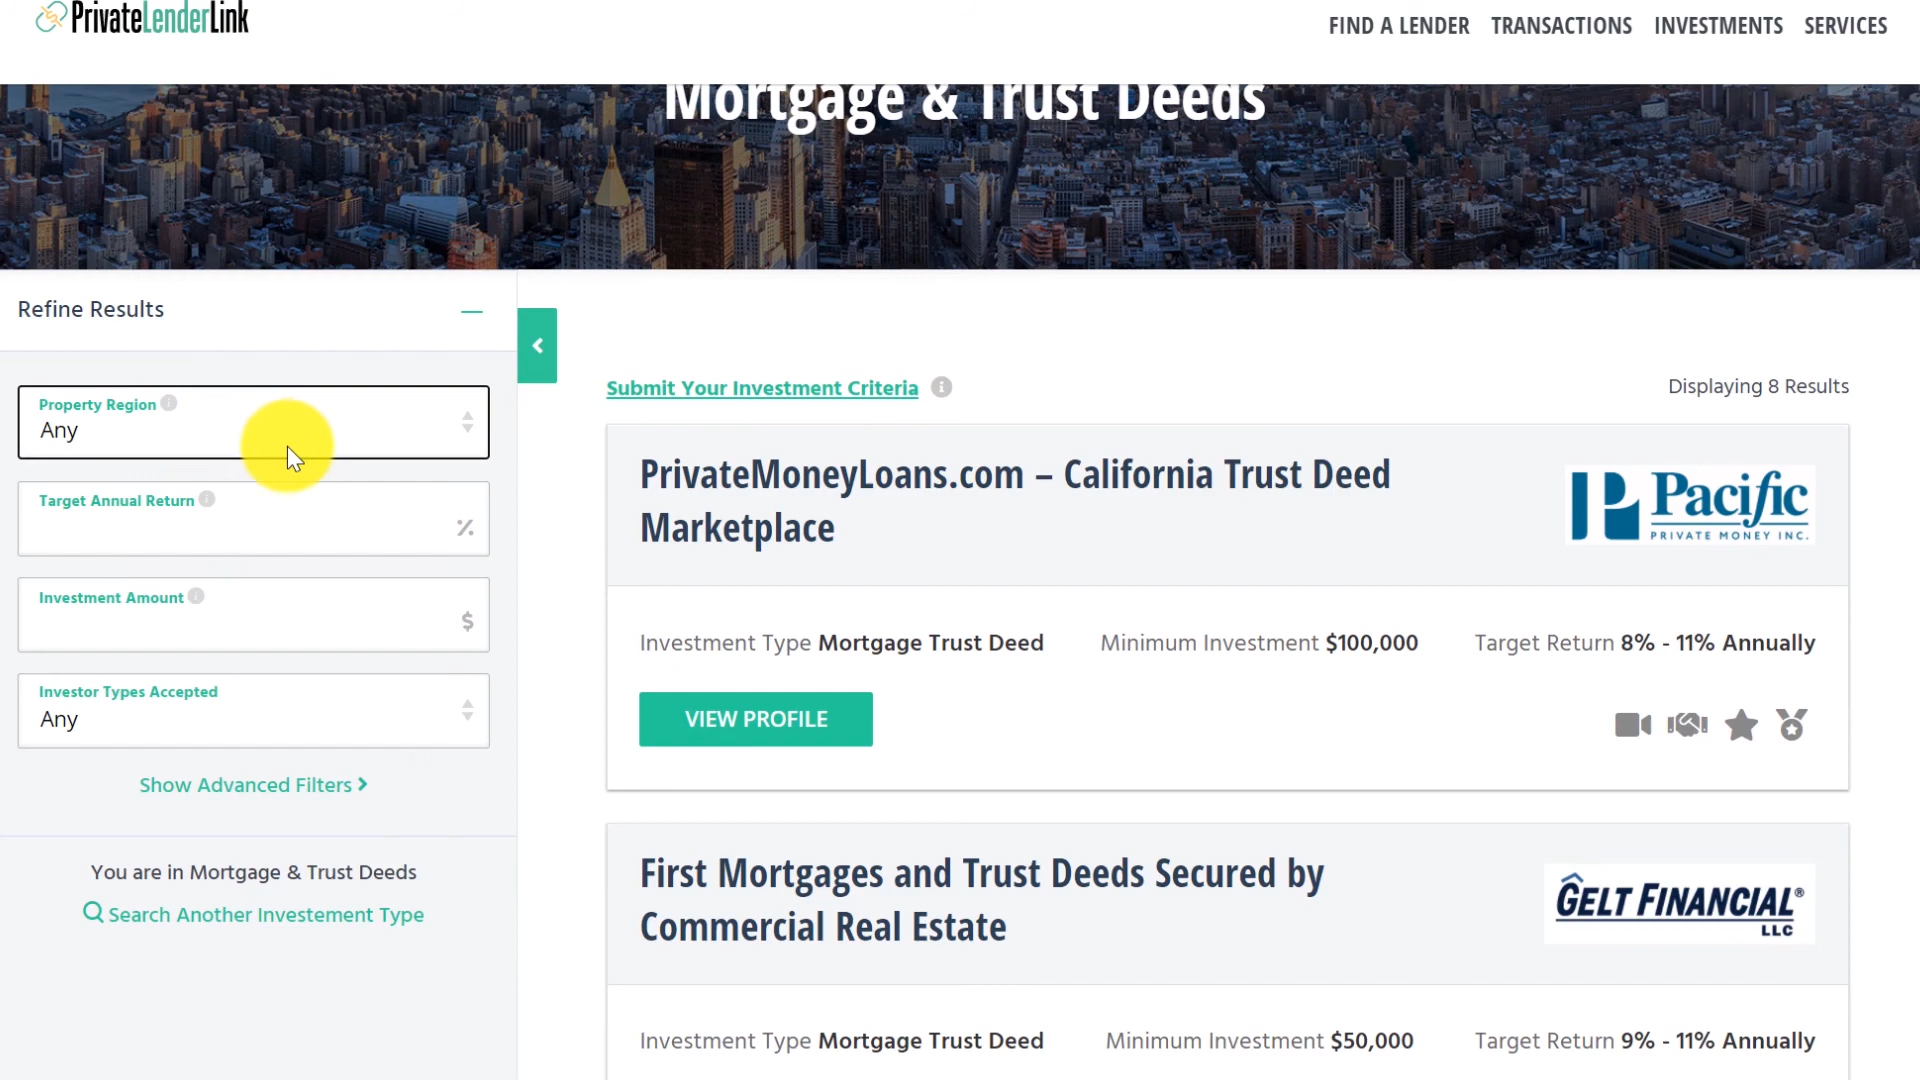 PrivateLenderLink
FIND A LENDER TRANSACTIONS INVESTMENTS SERVICES
Mortgage & Trust Deeds
Refine Results
Property Region
Any
Target Annual Return
%
Investment Amount
$
Investor Types Accepted
Any
Show Advanced Filters
You are in Mortgage & Trust Deeds
Search Another Investement Type
Submit Your Investment Criteria
Displaying 8 Results
PrivateMoneyLoans.com – California Trust Deed
Marketplace
Pacific
PRIVATE MONEY INC.
Investment Type Mortgage Trust Deed Minimum Investment $100,000 Target Return 8% - 11% Annually
VIEW PROFILE
First Mortgages and Trust Deeds Secured by
Commercial Real Estate
GELT FINANCIAL®
LLC
Investment Type Mortgage Trust Deed Minimum Investment $50,000 Target Return 9% - 11% Annually